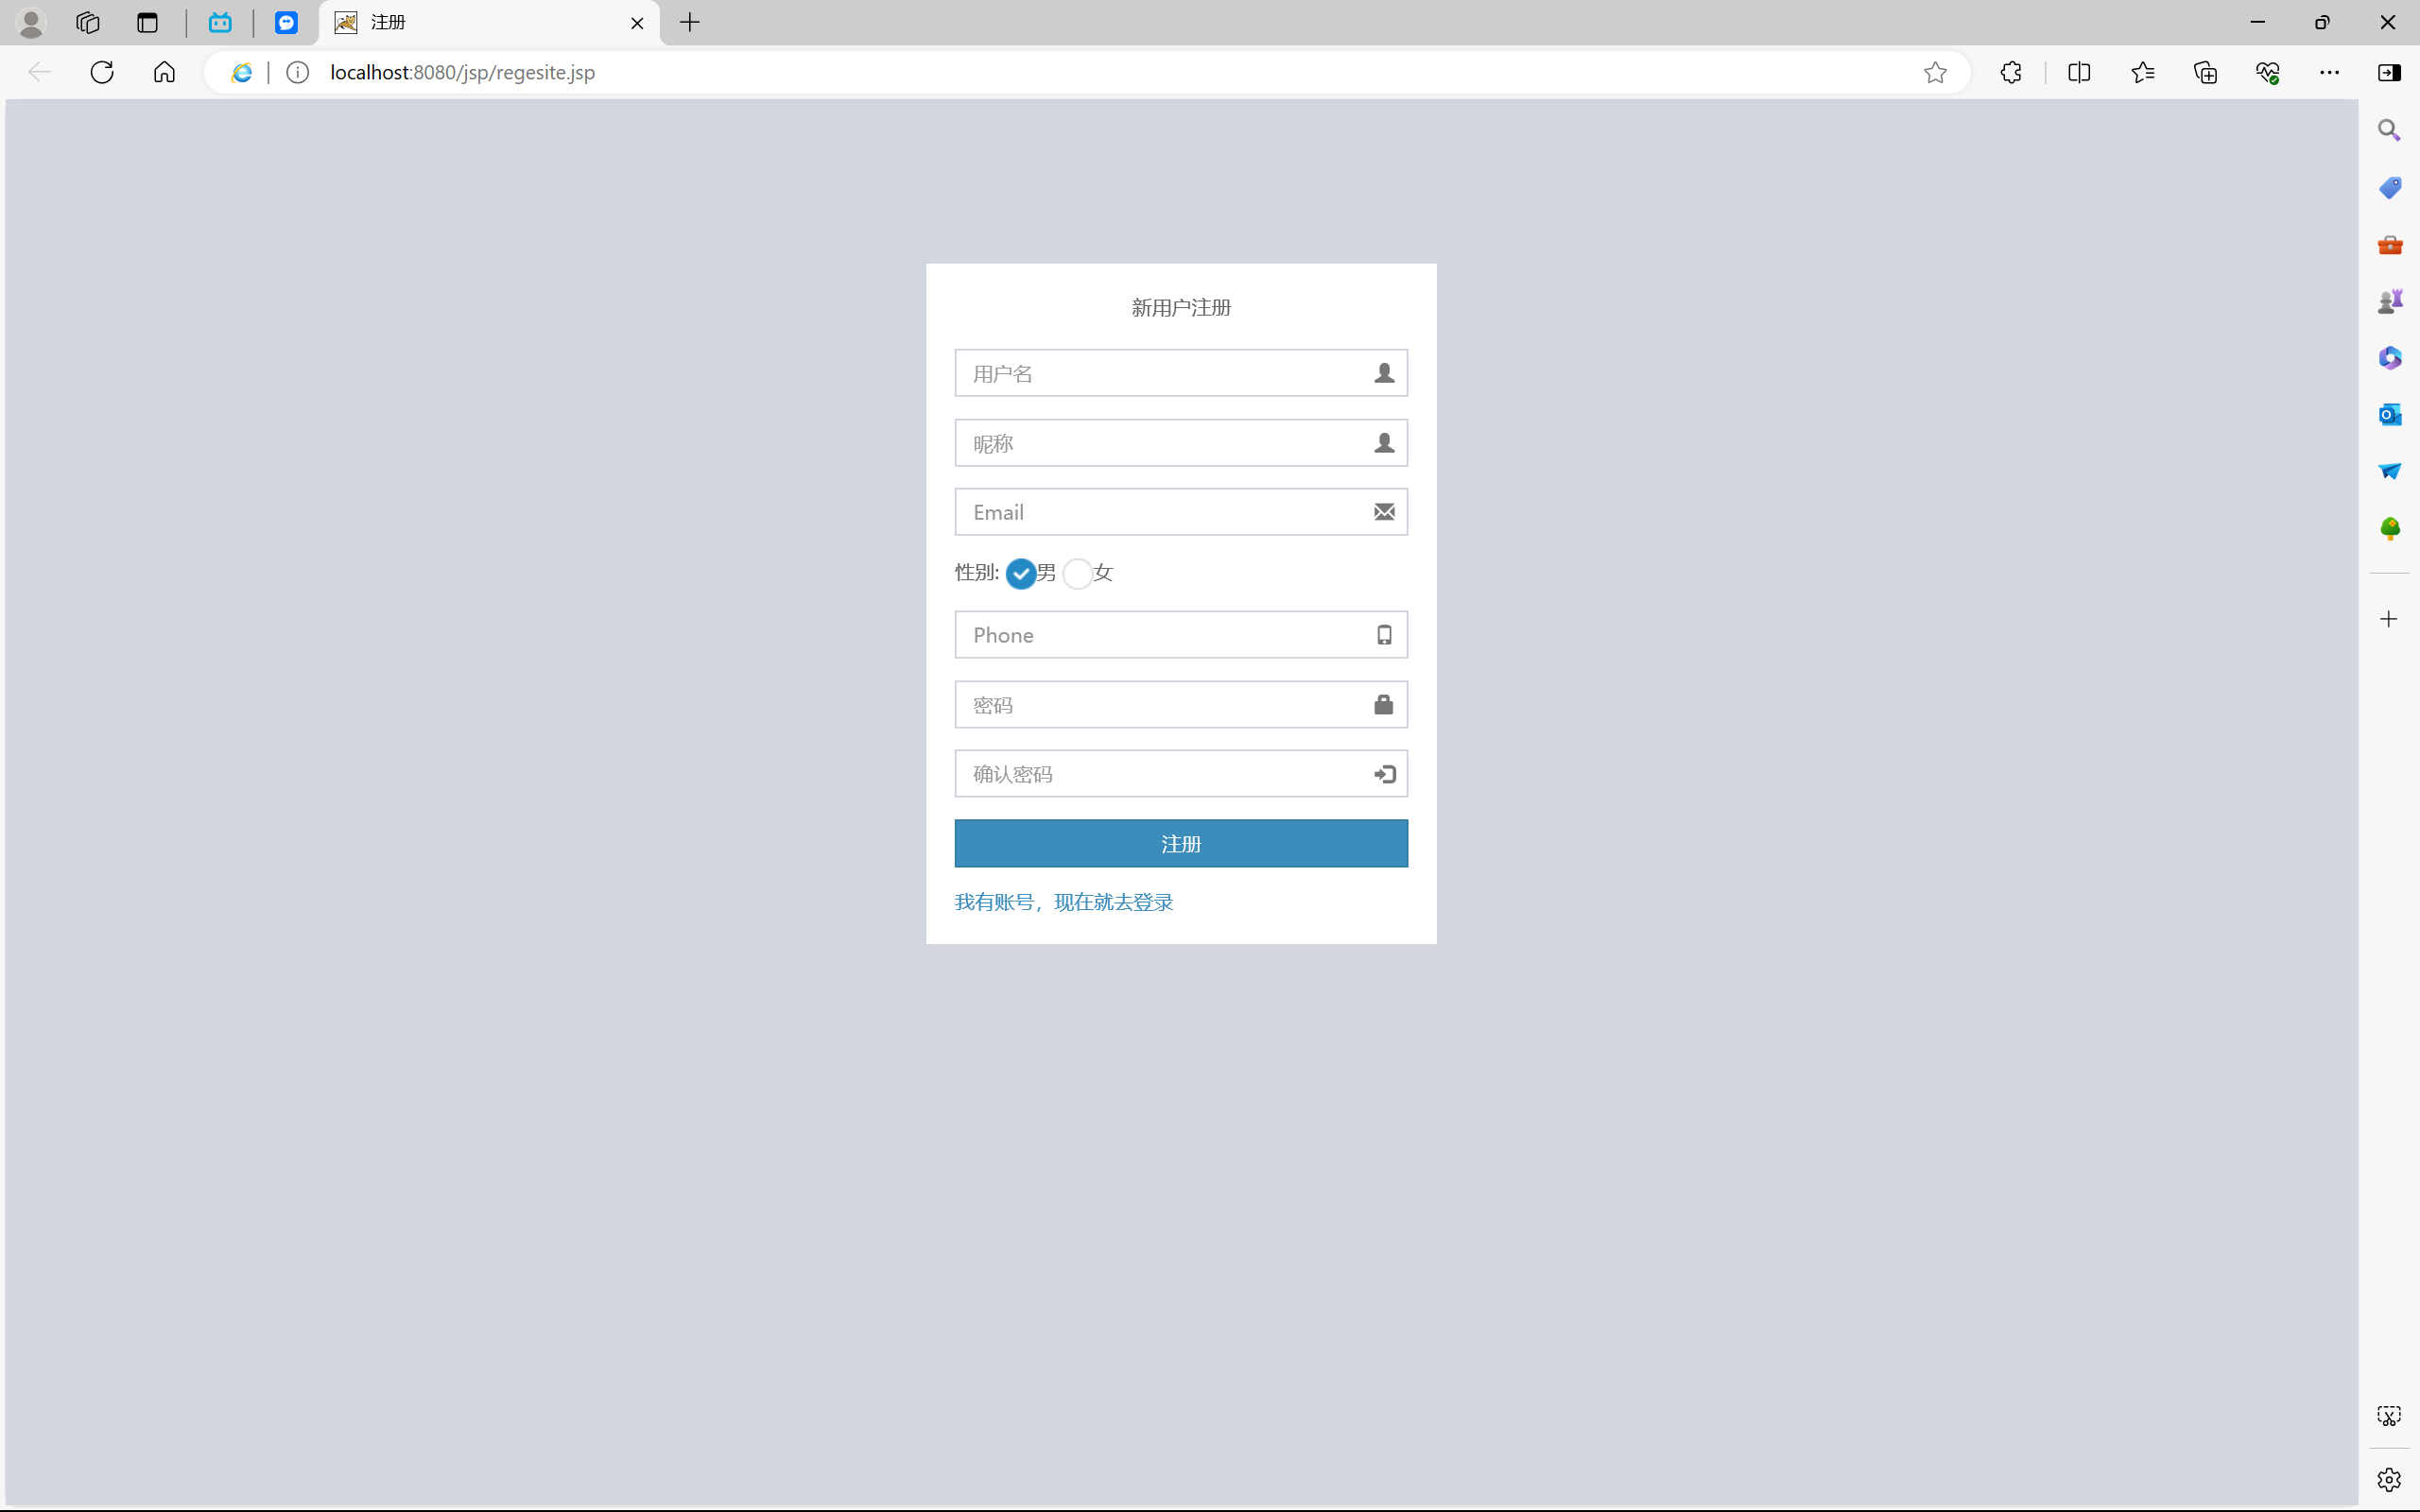 注册
localhost:8080/jsp/regesite.jsp
新用户注册
用户名
昵称
Email
性别: 男 女
Phone
密码
确认密码
注册
我有账号，现在就去登录